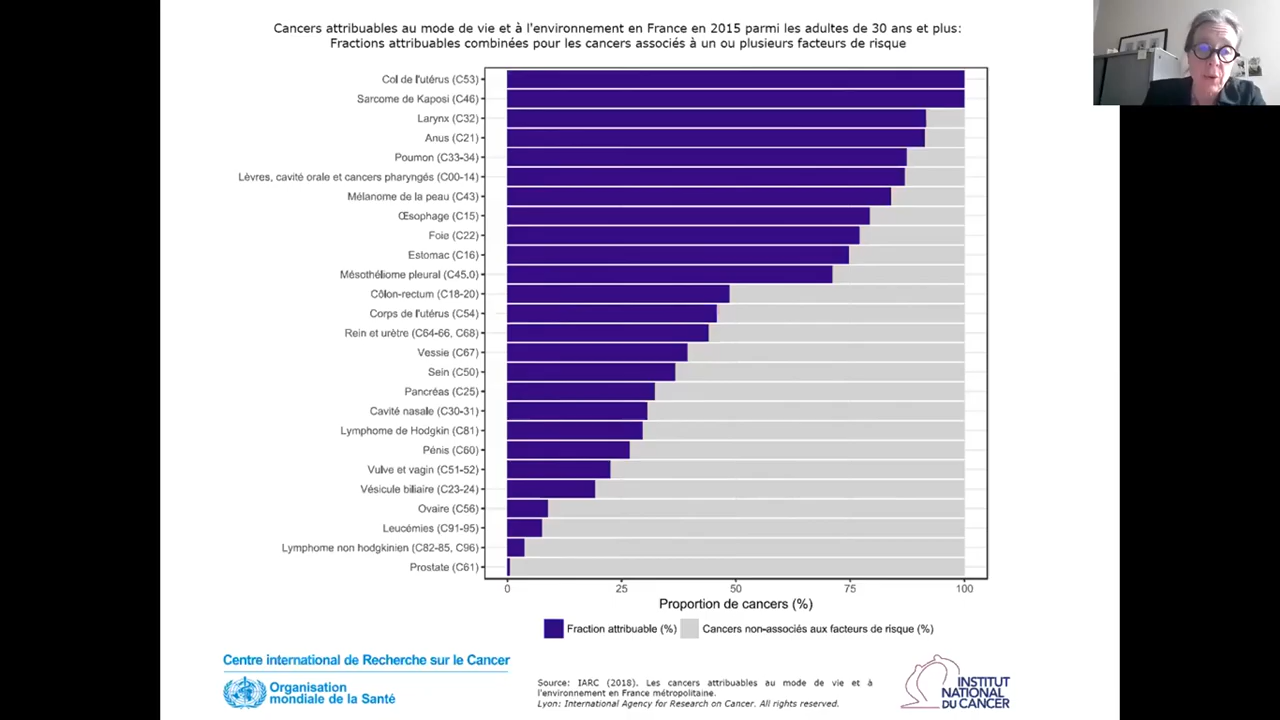 Cancers attribuables au mode de vie et à l'environnement en France en 2015 parmi les adultes de 30 ans et plus:
Fractions attribuables combinées pour les cancers associés à un ou plusieurs facteurs de risque
Col de l'utérus (C53)
Sarcome de Kaposi (C46)
Larynx (C32)
Anus (C21)
Poumon (C33-34)
Lèvres, cavité orale et cancers pharyngés (C00-14)
Mélanome de la peau (C43)
Œsophage (C15)
Foie (C22)
Estomac (C16)
Mésothéliome pleural (C45.0)
Côlon-rectum (C18-20)
Corps de l'utérus (C54)
Rein et urètre (C64-66, C68)
Vessie (C67)
Sein (C50)
Pancréas (C25)
Cavité nasale (C30-31)
Lymphome de Hodgkin (C81)
Pénis (C60)
Vulve et vagin (C51-52)
Vésicule biliaire (C23-24)
Ovaire (C56)
Leucémies (C91-95)
Lymphome non hodgkinien (C82-85, C96)
Prostate (C61)
0 25 50 75 100
Proportion de cancers (%)
Fraction attribuable (%) Cancers non-associés aux facteurs de risque (%)
Centre international de Recherche sur le Cancer
Organisation
mondiale de la Santé
Source: IARC (2018). Les cancers attribuables au mode de vie et à
l'environnement en France métropolitaine.
Lyon: International Agency for Research on Cancer. All rights reserved.
INSTITUT
NATIONAL
DU CANCER